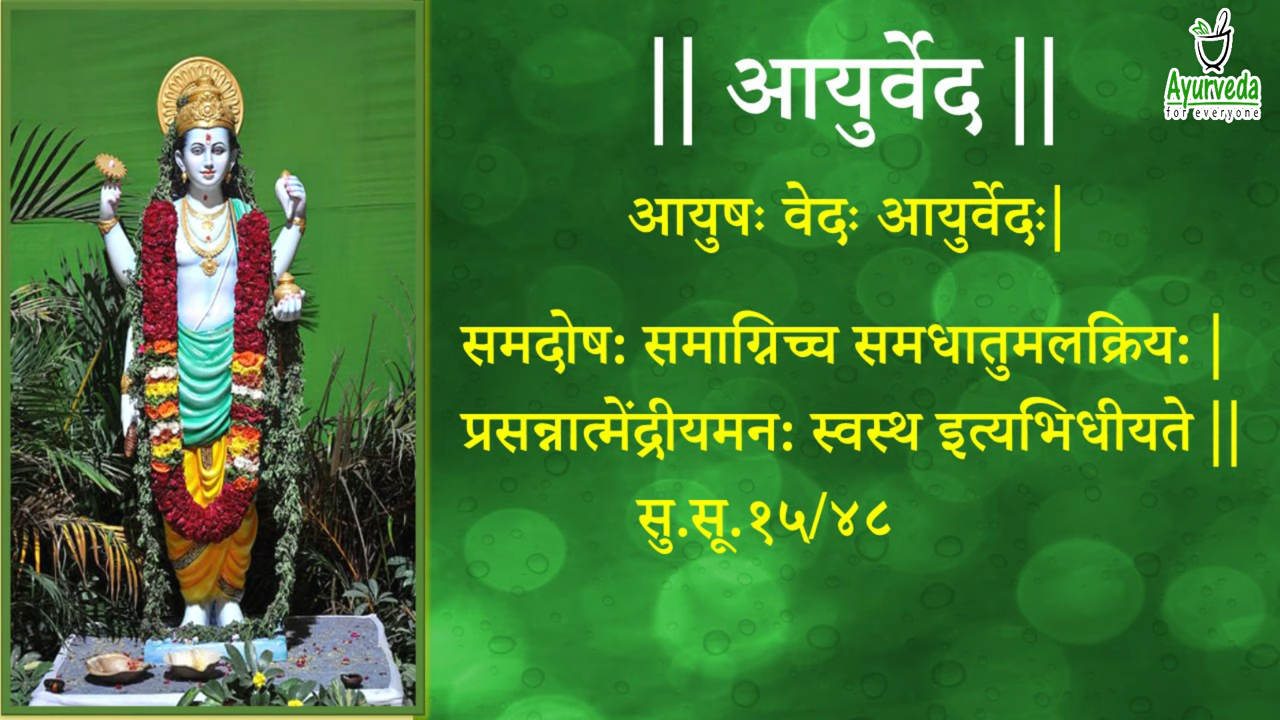 || आयुर्वेद ||
Ayurveda
for everyone
आयुषः वेदः आयुर्वेदः|
समदोष: समाग्निच्च समधातुमलक्रिय: |
प्रसन्नात्मेंद्रीयमन: स्वस्थ इत्यभिधीयते ||
सु.सू.१५/४८